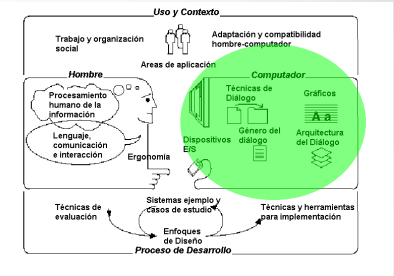 Uso y Contexto
Trabajo y organización
social
Adaptación y compatibilidad
hombre-computador
Areas de aplicación
Hombre
Computador
Procesamiento
humano de la
información
Lenguaje,
comunicación
e interacción
Ergonomía
Técnicas de
Diálogo
Gráficos
A a
Dispositivos
E/S
Género del
diálogo
Arquitectura
del Diálogo
Técnicas de
evaluación
Sistemas ejemplo y
casos de estudio
Técnicas y herramientas
para implementación
Enfoques
de Diseño
Proceso de Desarrollo